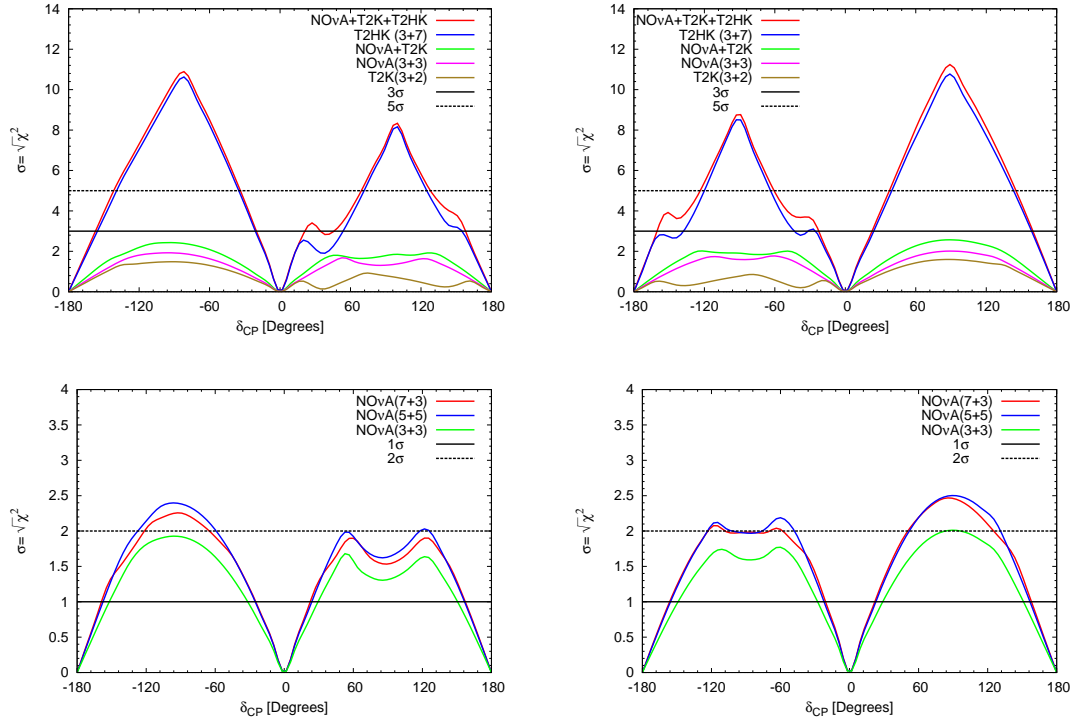 NOνA+T2K+T2HK
T2HK (3+7)
NOνA+T2K
NOνA(3+3)
T2K(3+2)
3σ
5σ
σ= √χ²
14
12
10
8
6
4
2
0
-180 -120 -60 0 60 120 180
δCP [Degrees]
NOνA+T2K+T2HK
T2HK (3+7)
NOνA+T2K
NOνA(3+3)
T2K(3+2)
3σ
5σ
σ= √χ²
14
12
10
8
6
4
2
0
-180 -120 -60 0 60 120 180
δCP [Degrees]
NOνA(7+3)
NOνA(5+5)
NOνA(3+3)
1σ
2σ
σ= √χ²
4
3.5
3
2.5
2
1.5
1
0.5
0
-180 -120 -60 0 60 120 180
δCP [Degrees]
NOνA(7+3)
NOνA(5+5)
NOνA(3+3)
1σ
2σ
σ= √χ²
4
3.5
3
2.5
2
1.5
1
0.5
0
-180 -120 -60 0 60 120 180
δCP [Degrees]